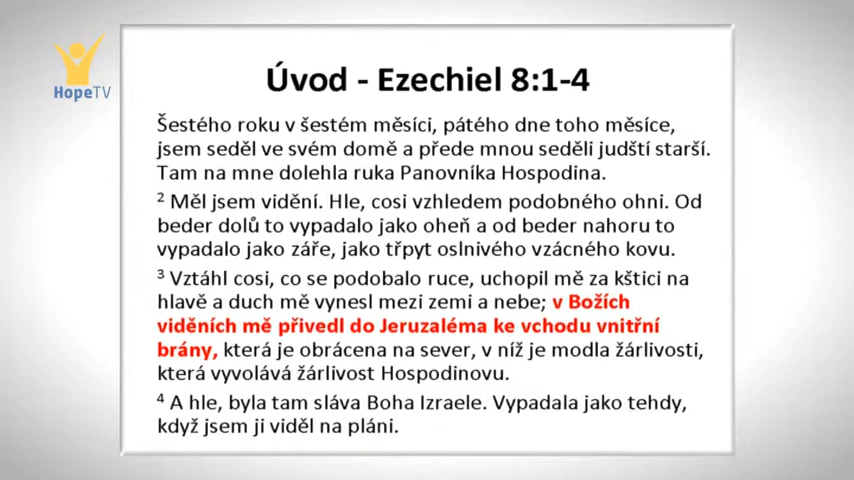 HopeTV
Úvod - Ezechiel 8:1-4
Šestého roku v šestém měsíci, pátého dne toho měsíce,
jsem seděl ve svém domě a přede mnou seděli judští starší.
Tam na mne dolehla ruka Panovníka Hospodina.
² Měl jsem vidění. Hle, cosi vzhledem podobného ohni. Od
beder dolů to vypadalo jako oheň a od beder nahoru to
vypadalo jako záře, jako třpyt oslnivého vzácného kovu.
³ Vztáhl cosi, co se podobalo ruce, uchopil mě za kštici na
hlavě a duch mě vynesl mezi zemi a nebe; v Božích
viděních mě přivedl do Jeruzaléma ke vchodu vnitřní
brány, která je obrácena na sever, v níž je modla žárlivosti,
která vyvolává žárlivost Hospodinovu.
⁴ A hle, byla tam sláva Boha Izraele. Vypadala jako tehdy,
když jsem ji viděl na pláni.